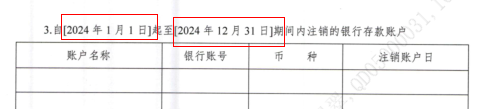 3.自[2024 年 1 月 1 日]起至[2024 年 12 月 31 日]期间内注销的银行存款账户
账户名称 银行账号 币 种 注销账户日